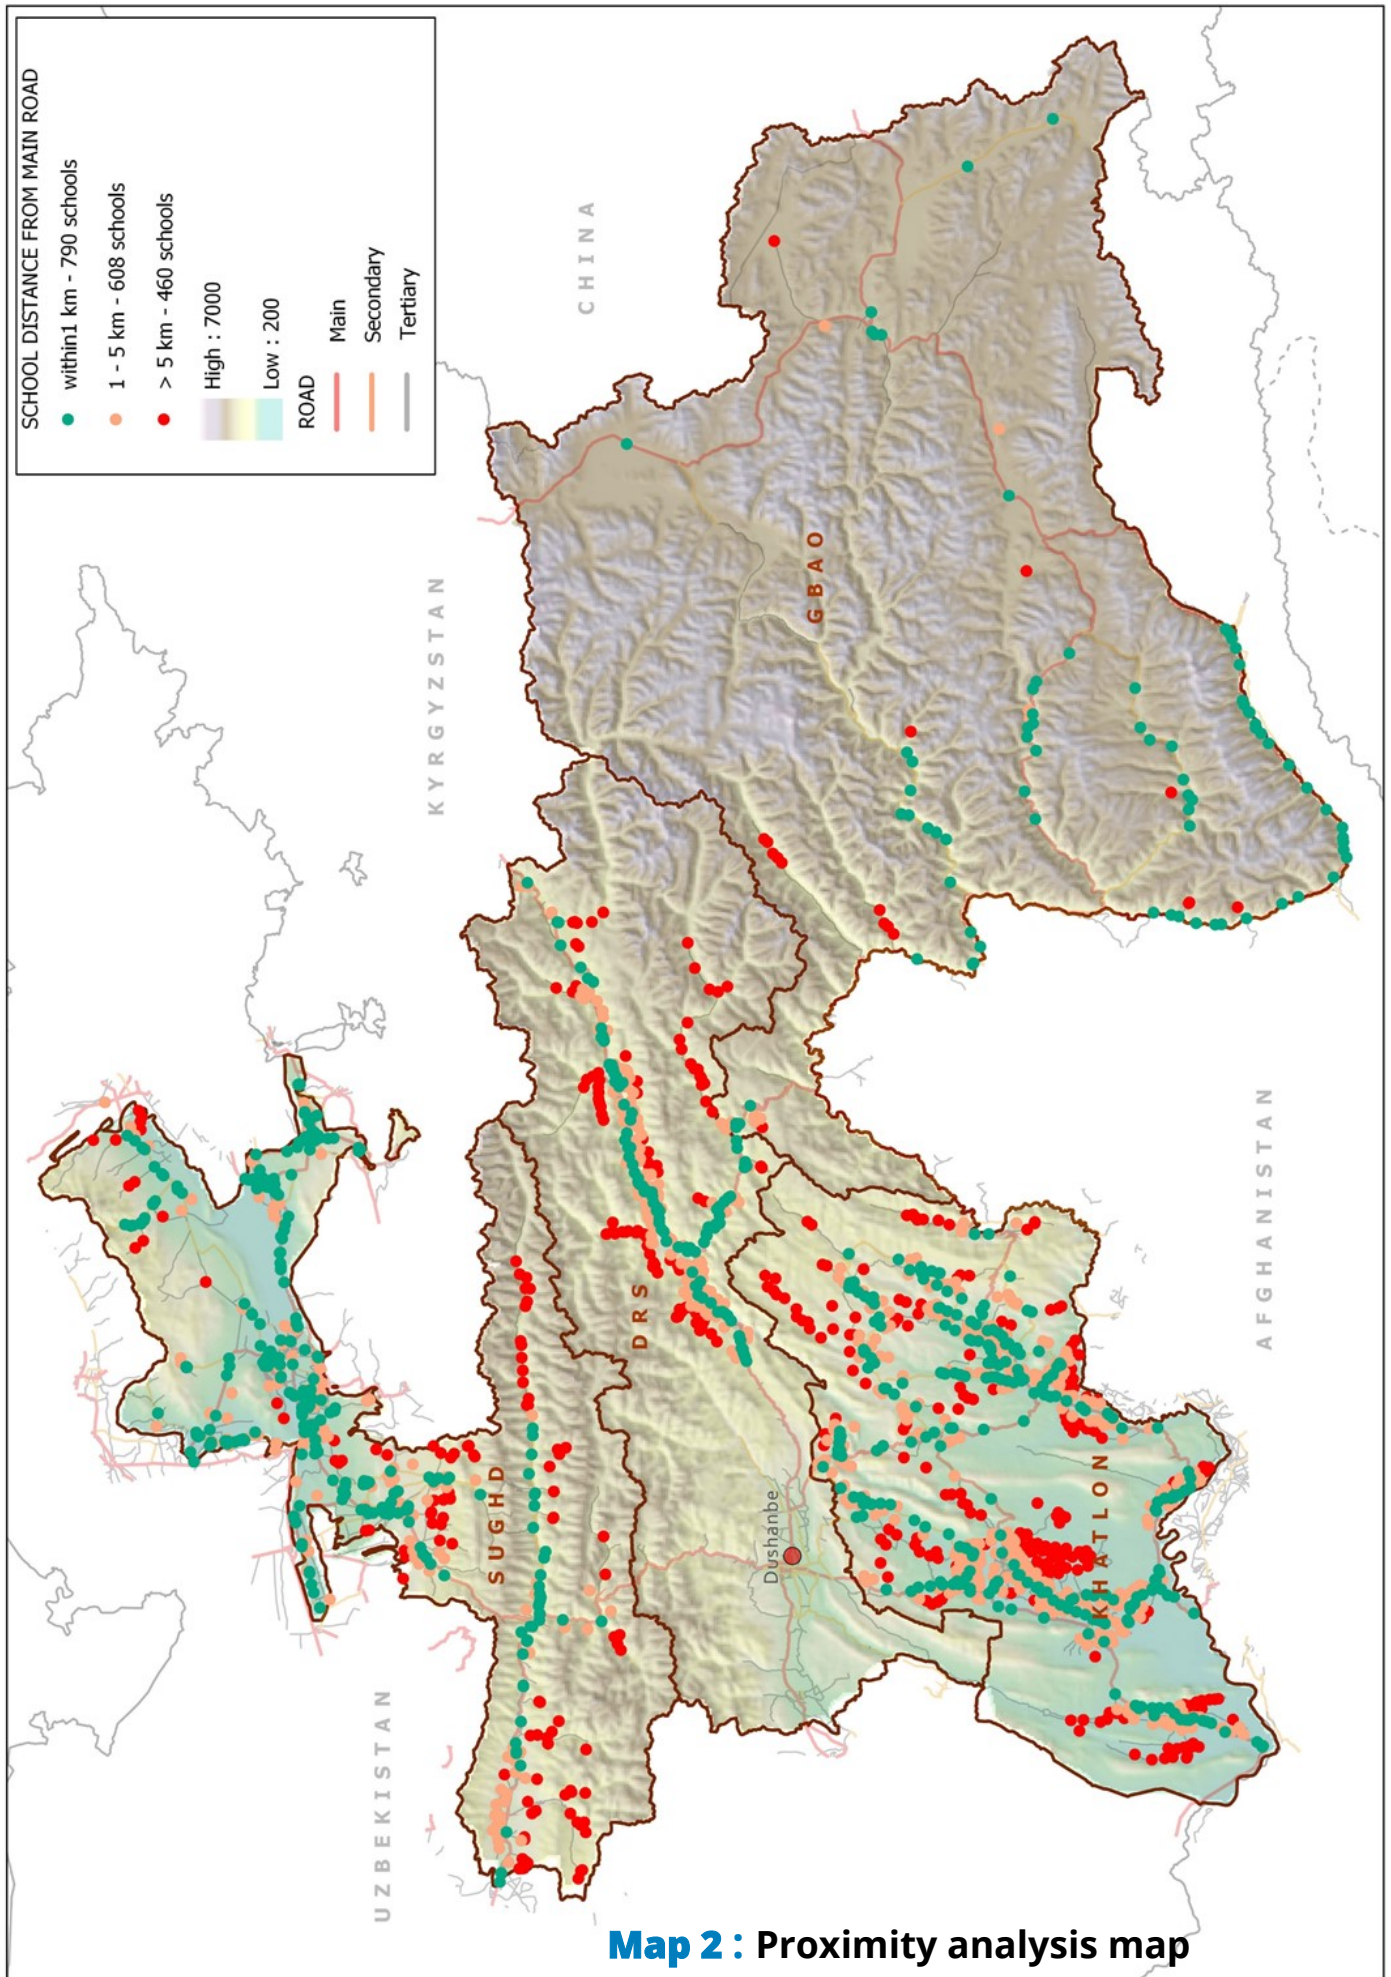 SCHOOL DISTANCE FROM MAIN ROAD
within1 km - 790 schools
1 - 5 km - 608 schools
> 5 km - 460 schools
High : 7000
Low : 200
ROAD
Main
Secondary
Tertiary
CHINA
KYRGYZSTAN
GBAO
UZBEKISTAN
SUGHD
DRS
Dushanbe
KHATLON
AFGHANISTAN
Map 2 : Proximity analysis map